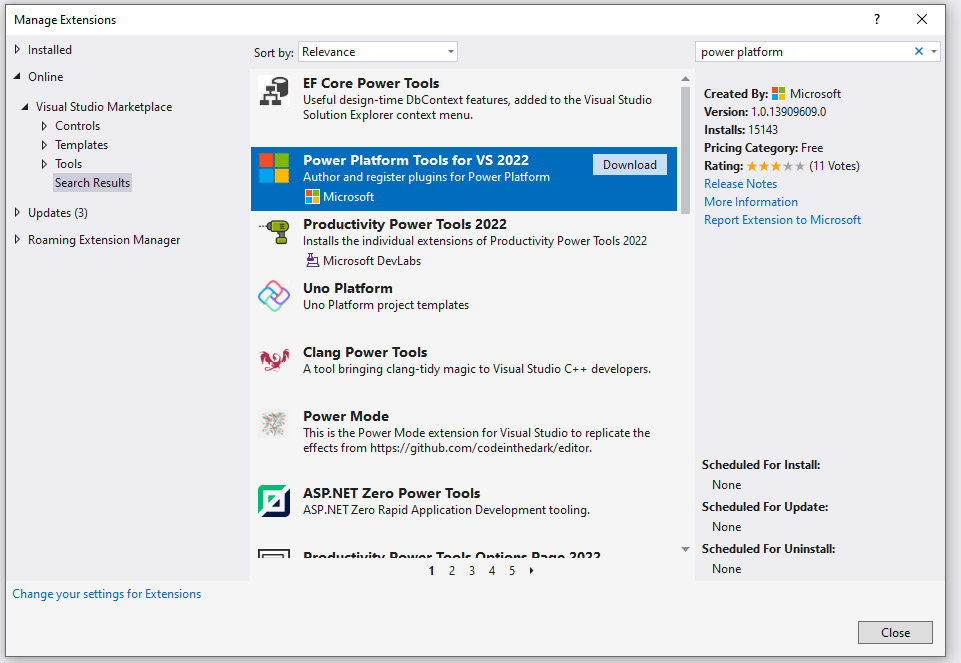 Manage Extensions
?
Installed
Online
Visual Studio Marketplace
Controls
Templates
Tools
Search Results
Updates (3)
Roaming Extension Manager
Sort by: Relevance
EF Core Power Tools
Useful design-time DbContext features, added to the Visual Studio
Solution Explorer context menu.
Power Platform Tools for VS 2022
Download
Author and register plugins for Power Platform
Microsoft
Productivity Power Tools 2022
Installs the individual extensions of Productivity Power Tools 2022
Microsoft DevLabs
Uno Platform
Uno Platform project templates
Clang Power Tools
A tool bringing clang-tidy magic to Visual Studio C++ developers.
Power Mode
This is the Power Mode extension for Visual Studio to replicate the
effects from https://github.com/codeinthedark/editor.
ASP.NET Zero Power Tools
ASP.NET Zero Rapid Application Development tooling.
Productivity Power Tools Options Page 2022
1 2 3 4 5
power platform
Created By: Microsoft
Version: 1.0.13909609.0
Installs: 15143
Pricing Category: Free
Rating: (11 Votes)
Release Notes
More Information
Report Extension to Microsoft
Scheduled For Install:
None
Scheduled For Update:
None
Scheduled For Uninstall:
None
Change your settings for Extensions
Close